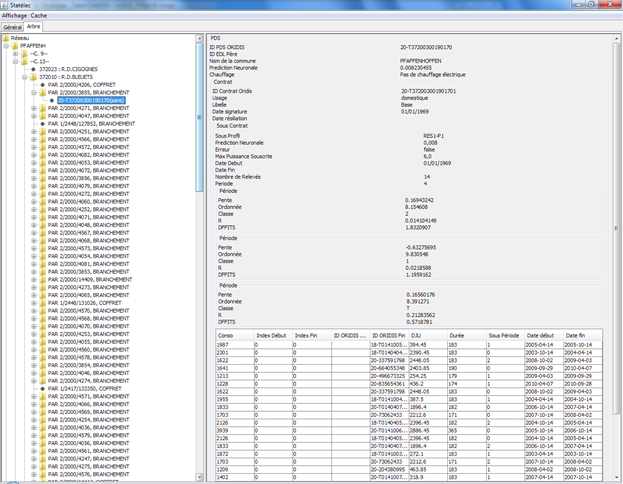 Statélec
Affichage Cache
Général Arbre
Réseau
PFAFFENH
--C. 9--
--C.13--
372023 : R.D.CIGOGNES
372010 : R.D.BLEUETS
PAR 2/2000/4206, COFFRET
PAR 2/2000/3855, BRANCHEMENT
20-T37200300190170(sans)
PAR 2/2000/4271, BRANCHEMENT
PAR 2/2000/4047, BRANCHEMENT
PAR 1/2448/127852, BRANCHEMENT
PAR 2/2000/4251, BRANCHEMENT
PAR 2/2000/4566, BRANCHEMENT
PAR 2/2000/4572, BRANCHEMENT
PAR 2/2000/4082, BRANCHEMENT
PAR 2/2000/4053, BRANCHEMENT
PAR 2/2000/4072, BRANCHEMENT
PAR 2/2000/3856, BRANCHEMENT
PAR 2/2000/4079, BRANCHEMENT
PAR 2/2000/4272, BRANCHEMENT
PAR 2/2000/4060, BRANCHEMENT
PAR 2/2000/4252, BRANCHEMENT
PAR 2/2000/4071, BRANCHEMENT
PAR 2/2000/4048, BRANCHEMENT
PAR 2/2000/4567, BRANCHEMENT
PAR 2/2000/4068, BRANCHEMENT
PAR 2/2000/4573, BRANCHEMENT
PAR 2/2000/4054, BRANCHEMENT
PAR 2/2000/4081, BRANCHEMENT
PAR 2/2000/3853, BRANCHEMENT
PAR 2/2000/14409, BRANCHEMENT
PAR 2/2000/4273, BRANCHEMENT
PAR 2/2000/4065, BRANCHEMENT
PAR 1/2448/131026, COFFRET
PAR 2/2000/4570, BRANCHEMENT
PAR 2/2000/4568, BRANCHEMENT
PAR 2/2000/4070, BRANCHEMENT
PAR 2/2000/4253, BRANCHEMENT
PAR 2/2000/4055, BRANCHEMENT
PAR 2/2000/4580, BRANCHEMENT
PAR 2/2000/3854, BRANCHEMENT
PAR 2/2000/4046, BRANCHEMENT
PAR 2/2000/4274, BRANCHEMENT
PAR 1/2417/133350, COFFRET
PAR 2/2000/4571, BRANCHEMENT
PAR 2/2000/4066, BRANCHEMENT
PAR 2/2000/4569, BRANCHEMENT
PAR 2/2000/4254, BRANCHEMENT
PAR 2/2000/4036, BRANCHEMENT
PAR 2/2000/4579, BRANCHEMENT
PAR 2/2000/4056, BRANCHEMENT
PAR 2/2000/4561, BRANCHEMENT
PAR 2/2000/4247, BRANCHEMENT
PAR 2/2000/4275, BRANCHEMENT
PAR 2/2000/4576, BRANCHEMENT
PDS
ID PDS ORIDIS 20-T37200300190170
ID EDL Père
Nom de la commune PFAFFENHOFFEN
Prediction Neuronale 0.008230455
Chauffage Pas de chauffage électrique
Contrat
ID Contrat Oridis 20-T372003001901701
Usage domestique
Libelle Base
Date signature 01/01/1969
Date résiliation
Sous Contrat
Sous Profil RES1-P1
Prediction Neuronale 0,008
Erreur false
Max Puissance Souscrite 6,0
Date Debut 01/01/1969
Date Fin
Nombre de Relevés 14
Periode 4
Période
Pente 0.16943242
Ordonnée 8.154608
Classe 2
R 0.014104149
DFFITS 1.8320907
Période
Pente -0.63275695
Ordonnée 9.830548
Classe 1
R 0.0218588
DFFITS 1.1959162
Période
Pente 0.16560176
Ordonnée 8.391271
Classe T
R 0.21283562
DFFITS 0.5718781
Conso Index Début Index Fin ID ORIDIS ... ID ORIDIS Fin DJU Durée Sous Période Date début Date fin
1987 0 0 18-T0141005... 394.45 183 1 2005-04-14 2005-10-14
2301 0 0 18-T0140404... 2390.45 183 0 2003-10-14 2004-04-14
1622 0 0 20-337591798 2448.05 183 2 2008-10-02 2009-04-03
1641 0 0 20-664055348 2403.85 190 0 2009-09-29 2010-04-07
1213 0 0 20-496673325 254.25 179 1 2009-04-03 2009-09-29
1228 0 0 20-835654361 436.2 174 1 2010-04-07 2010-09-28
1622 0 0 20-337591798 2448.05 183 0 2008-10-02 2009-04-03
1955 0 0 18-T0141004... 387.5 183 1 2004-04-14 2004-10-14
1833 0 0 18-T0140407... 1896.4 182 0 2006-10-14 2007-04-14
1703 0 0 20-73062433 2212.6 171 0 2007-10-14 2008-04-02
2126 0 0 18-T0140405... 2396.45 182 2 2004-10-14 2005-04-14
3939 0 0 18-T0141006... 2886.45 365 0 2005-10-14 2006-10-14
2126 0 0 18-T0140405... 2396.45 182 0 2004-10-14 2005-04-14
1833 0 0 18-T0140407... 1896.4 182 2 2006-10-14 2007-04-14
1872 0 0 18-T0141003... 272.1 183 1 2003-04-14 2003-10-14
1703 0 0 20-73062433 2212.6 171 2 2007-10-14 2008-04-02
1209 0 0 20-204380995 463.85 183 1 2008-04-02 2008-10-02
1402 0 0 18-T0141007... 318.9 183 1 2007-04-14 2007-10-14